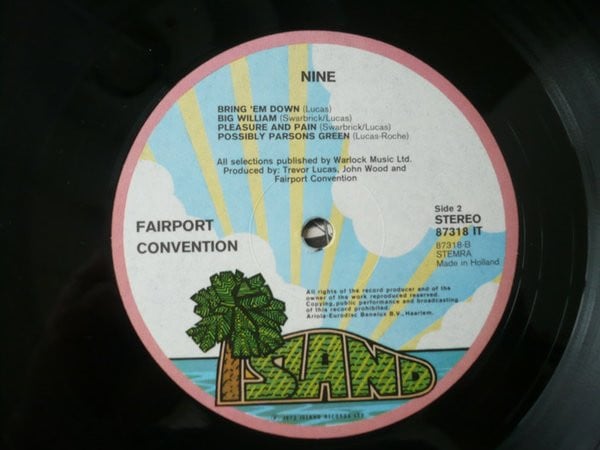 NINE
BRING 'EM DOWN (Lucas)
BIG WILLIAM (Swarbrick/Lucas)
PLEASURE AND PAIN (Swarbrick/Lucas)
POSSIBLY PARSONS GREEN (Lucas-Roche)
All selections published by Warlock Music Ltd.
Produced by: Trevor Lucas, John Wood and
Fairport Convention
FAIRPORT
CONVENTION
Side 2
STEREO
87318 IT
87318-B
STEMRA
Made in Holland
All rights of the record producer and of the
owner of the work reproduced reserved.
Copying, public performance and broadcasting
of this record prohibited.
Ariola-Eurodisc Benelux B.V., Haarlem.
ISLAND
℗ 1973 ISLAND RECORDS LTD